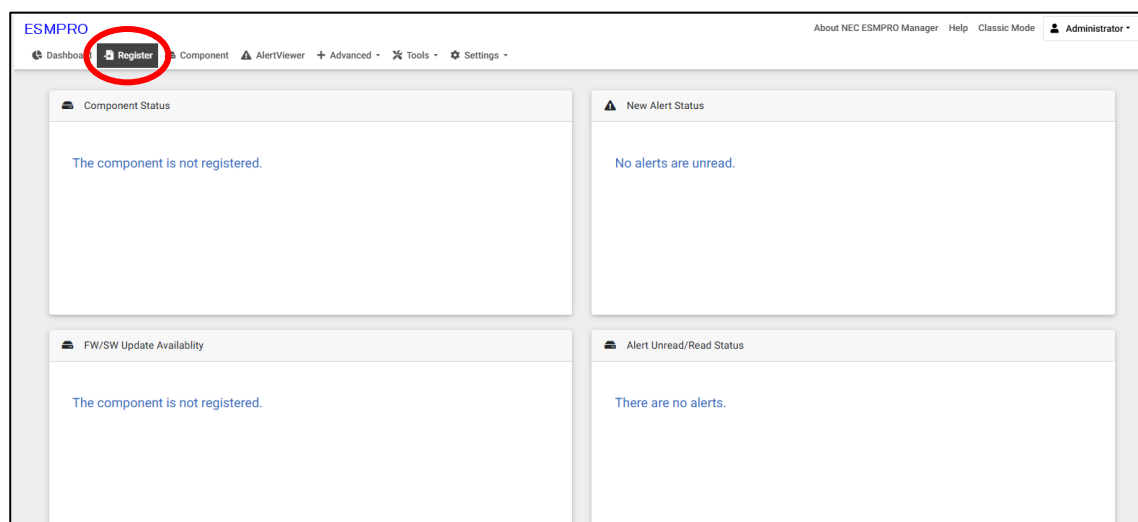 ESMPRO
About NEC ESMPRO Manager Help Classic Mode Administrator
Dashboard Register Component AlertViewer Advanced Tools Settings
Component Status
The component is not registered.
New Alert Status
No alerts are unread.
FW/SW Update Availablity
The component is not registered.
Alert Unread/Read Status
There are no alerts.